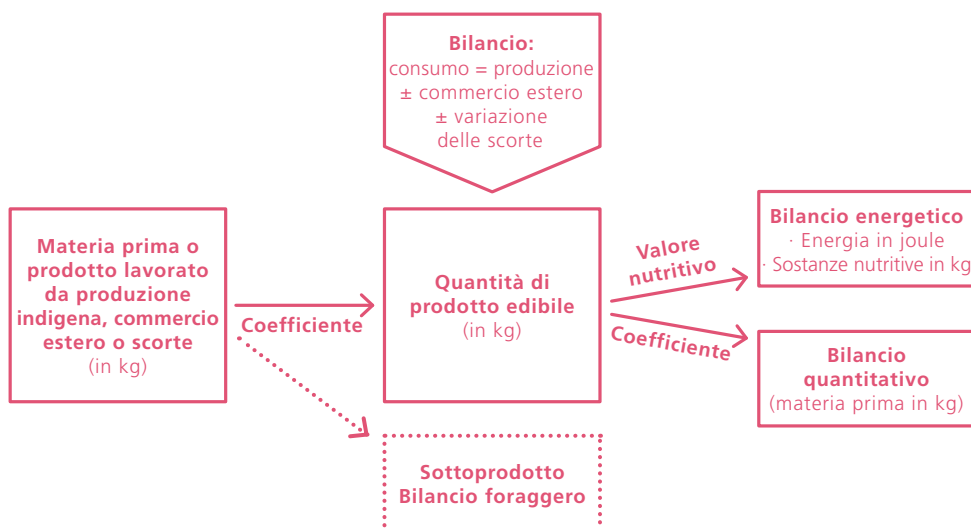 Bilancio:
consumo = produzione
± commercio estero
± variazione
delle scorte
Materia prima o
prodotto lavorato
da produzione
indigena, commercio
estero o scorte
(in kg)
Coefficiente
Quantità di
prodotto edibile
(in kg)
Valore
nutritivo
Coefficiente
Bilancio energetico
· Energia in joule
· Sostanze nutritive in kg
Bilancio
quantitativo
(materia prima in kg)
Sottoprodotto
Bilancio foraggero